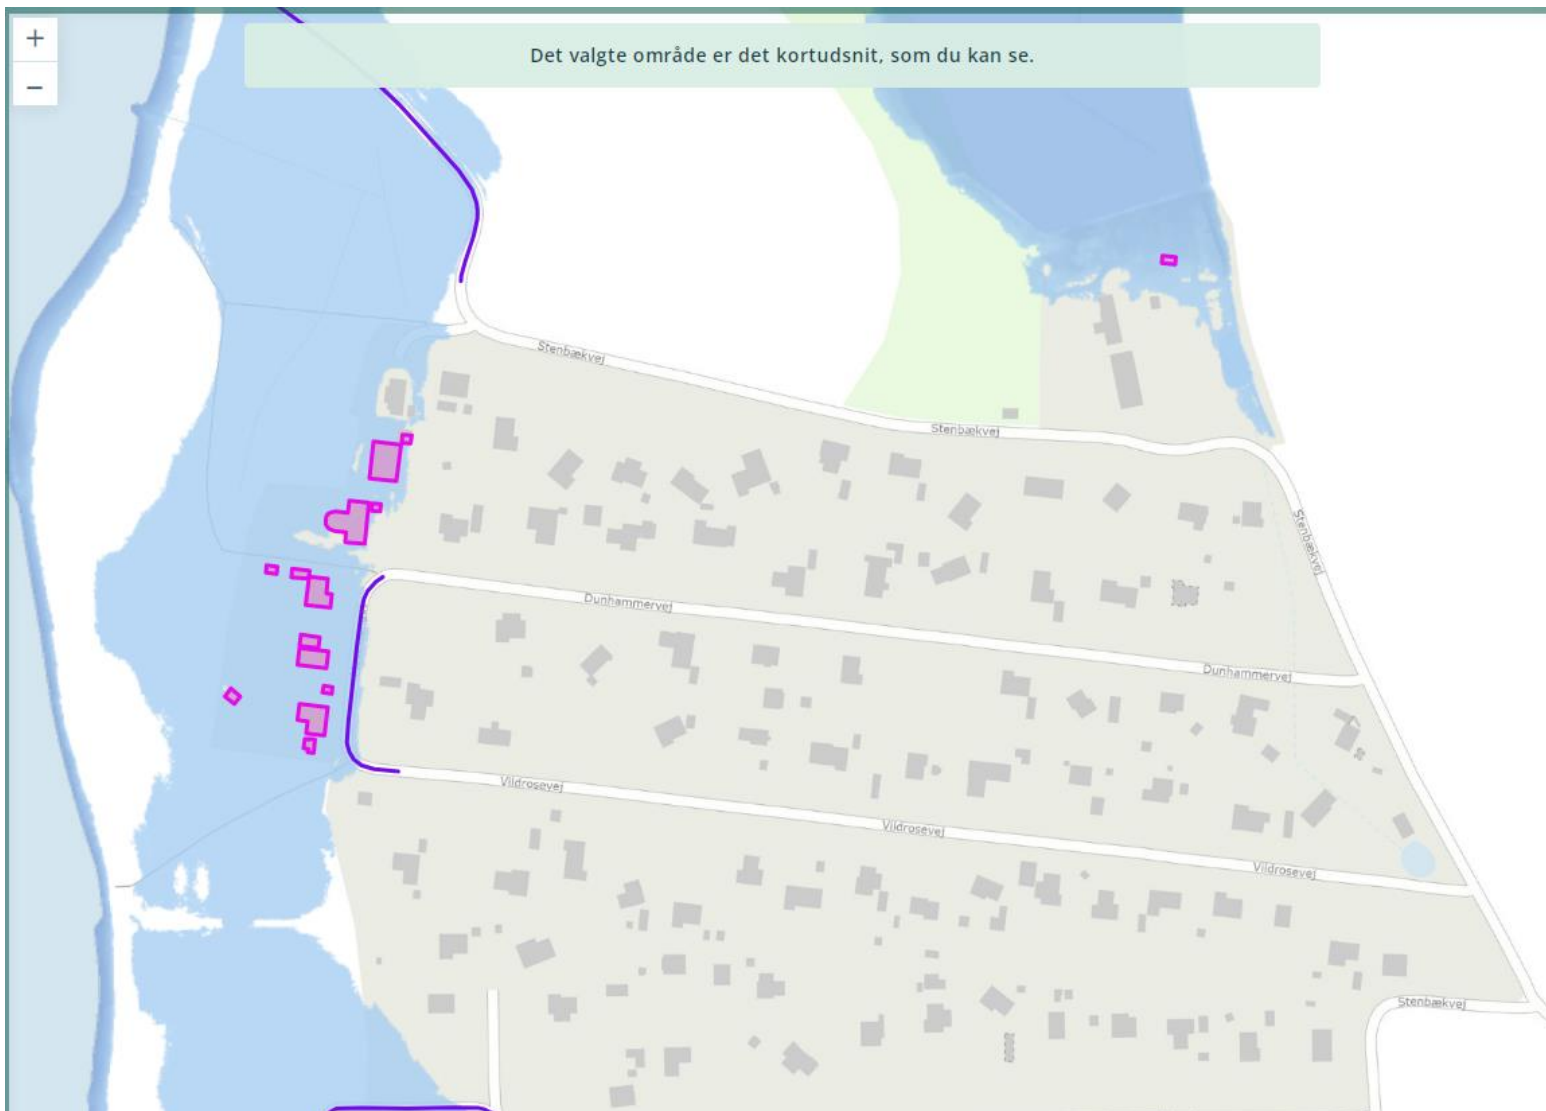 +
Det valgte område er det kortudsnit, som du kan se.
−
Stenbækvej
Stenbækvej
Stenbækvej
Dunhammervej
Dunhammervej
Vildrosevej
Vildrosevej
Vildrosevej
Stenbækvej